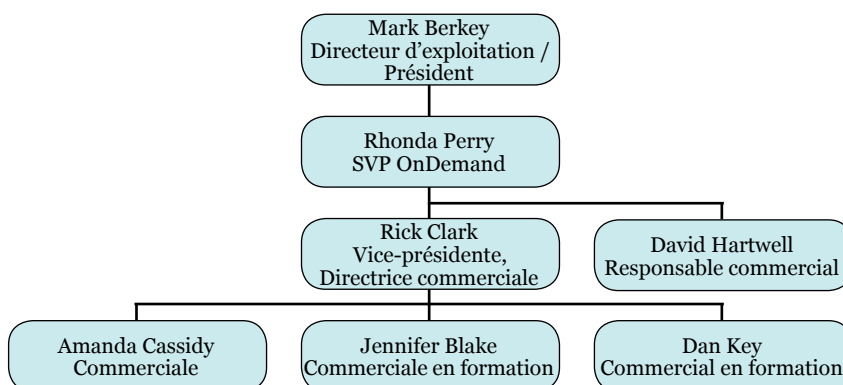 Mark Berkey
Directeur d’exploitation /
Président
Rhonda Perry
SVP OnDemand
Rick Clark
Vice-présidente,
Directrice commerciale
David Hartwell
Responsable commercial
Amanda Cassidy
Commerciale
Jennifer Blake
Commerciale en formation
Dan Key
Commercial en formation